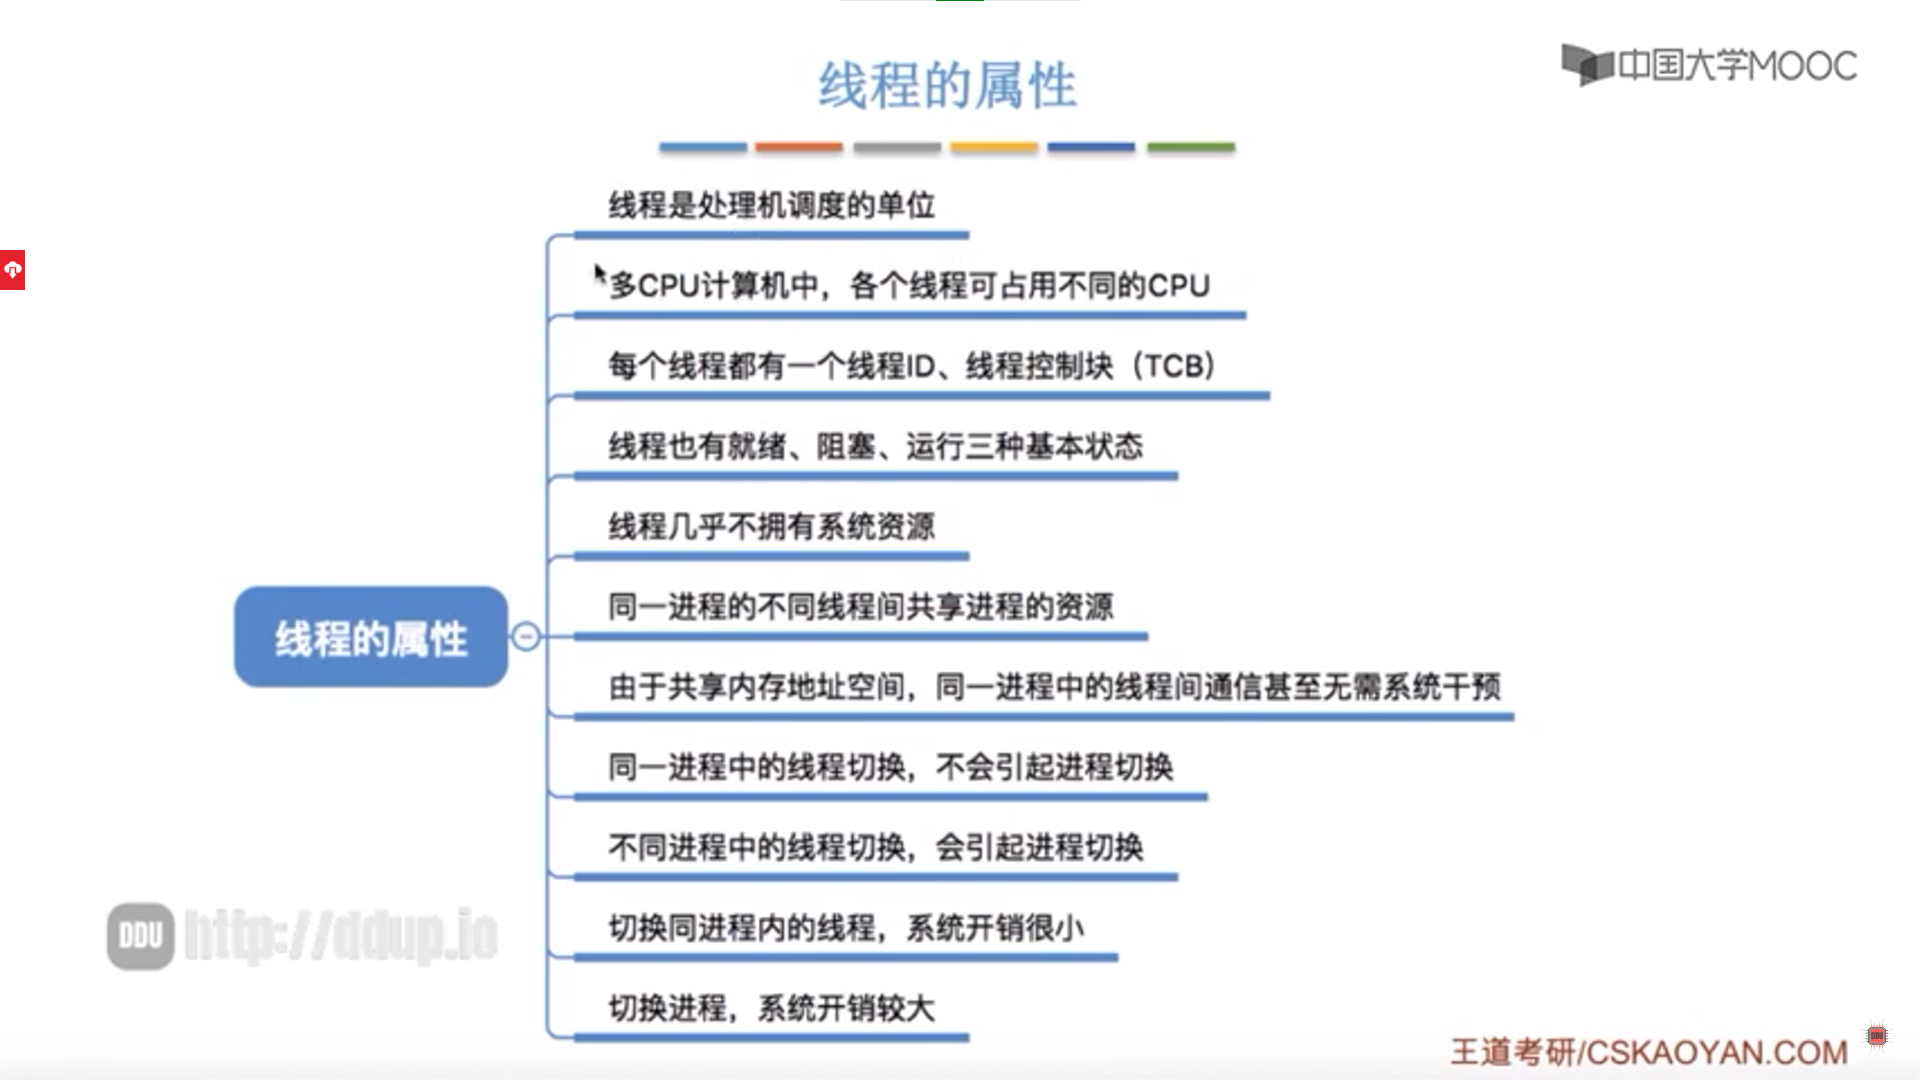 线程的属性
中国大学MOOC
线程是处理机调度的单位
多CPU计算机中，各个线程可占用不同的CPU
每个线程都有一个线程ID、线程控制块（TCB）
线程也有就绪、阻塞、运行三种基本状态
线程几乎不拥有系统资源
同一进程的不同线程间共享进程的资源
线程的属性
由于共享内存地址空间，同一进程中的线程间通信甚至无需系统干预
同一进程中的线程切换，不会引起进程切换
不同进程中的线程切换，会引起进程切换
切换同进程内的线程，系统开销很小
DDU http://ddup.io
切换进程，系统开销较大
王道考研/CSKAOYAN.COM
DDU